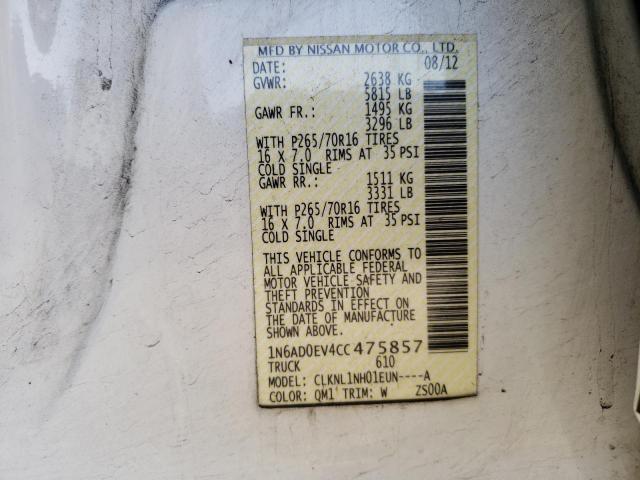 MFD BY NISSAN MOTOR CO., LTD.
DATE: 08/12
GVWR: 2638 KG
5815 LB
GAWR FR.: 1495 KG
3296 LB
WITH P265/70R16 TIRES
16 X 7.0 RIMS AT 35 PSI
COLD SINGLE
GAWR RR.: 1511 KG
3331 LB
WITH P265/70R16 TIRES
16 X 7.0 RIMS AT 35 PSI
COLD SINGLE
THIS VEHICLE CONFORMS TO
ALL APPLICABLE FEDERAL
MOTOR VEHICLE SAFETY AND
THEFT PREVENTION
STANDARDS IN EFFECT ON
THE DATE OF MANUFACTURE
SHOWN ABOVE.
1N6AD0EV4CC475857
TRUCK 610
MODEL: CLKNL1NH01EUN----A
COLOR: QM1 TRIM: W ZS00A